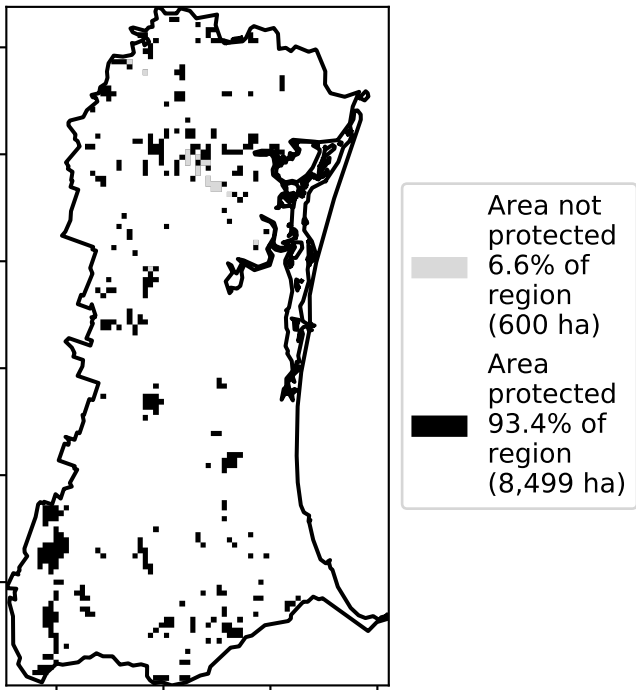 Area not
protected
6.6% of
region
(600 ha)
Area
protected
93.4% of
region
(8,499 ha)